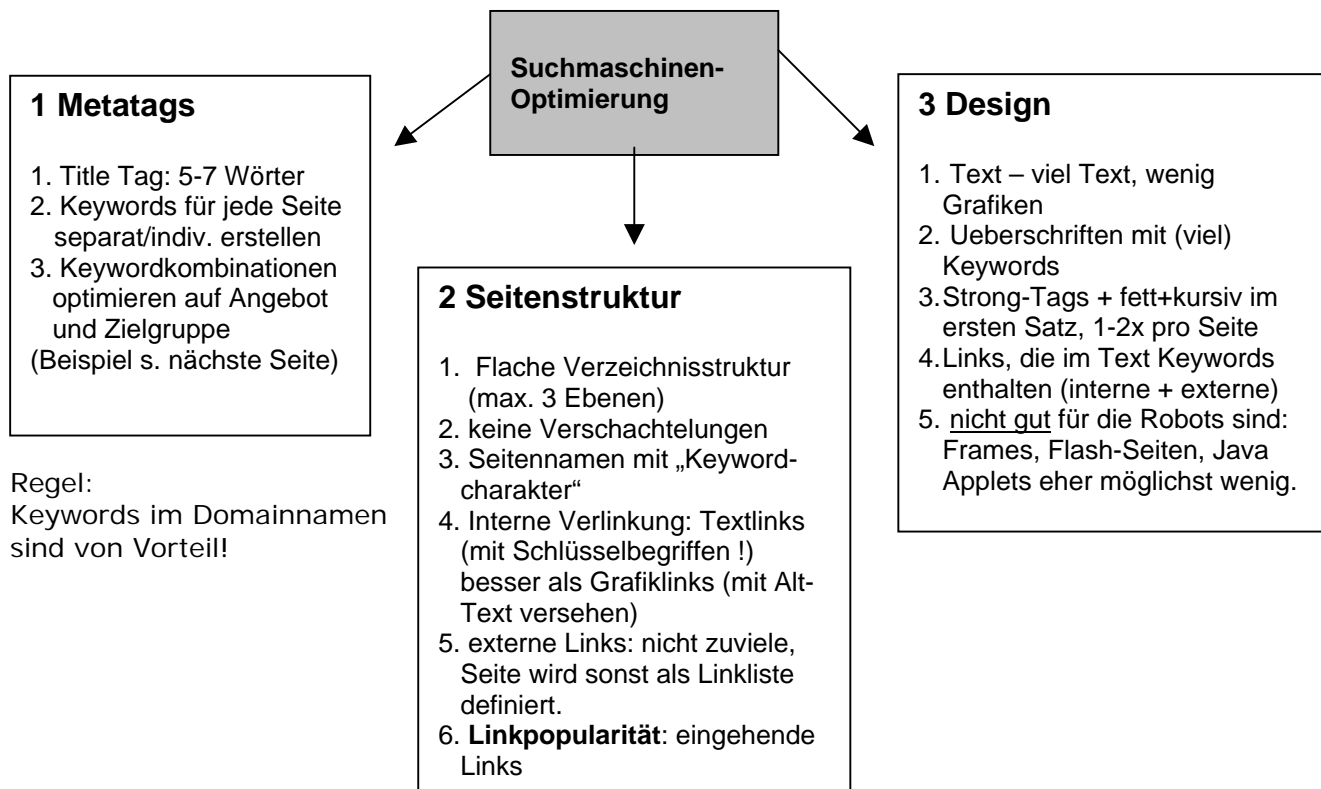 Suchmaschinen-
Optimierung
1 Metatags
1. Title Tag: 5-7 Wörter
2. Keywords für jede Seite
separat/indiv. erstellen
3. Keywordkombinationen
optimieren auf Angebot
und Zielgruppe
(Beispiel s. nächste Seite)
Regel:
Keywords im Domainnamen
sind von Vorteil!
2 Seitenstruktur
1. Flache Verzeichnisstruktur
(max. 3 Ebenen)
2. keine Verschachtelungen
3. Seitennamen mit „Keyword-
charakter“
4. Interne Verlinkung: Textlinks
(mit Schlüsselbegriffen !)
besser als Grafiklinks (mit Alt-
Text versehen)
5. externe Links: nicht zuviele,
Seite wird sonst als Linkliste
definiert.
6. Linkpopularität: eingehende
Links
3 Design
1. Text – viel Text, wenig
Grafiken
2. Ueberschriften mit (viel)
Keywords
3.Strong-Tags + fett+kursiv im
ersten Satz, 1-2x pro Seite
4.Links, die im Text Keywords
enthalten (interne + externe)
5. nicht gut für die Robots sind:
Frames, Flash-Seiten, Java
Applets eher möglichst wenig.